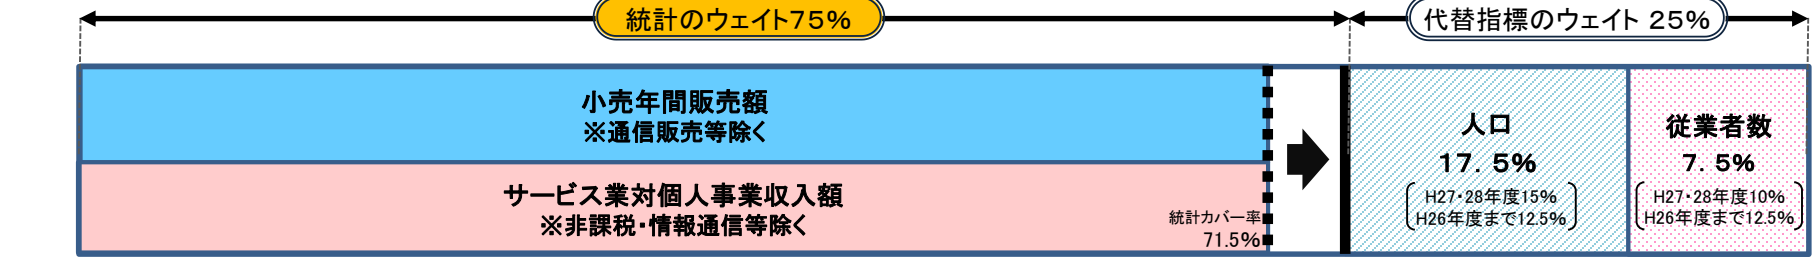 統計のウェイト75%
代替指標のウェイト 25%
小売年間販売額
※通信販売等除く
サービス業対個人事業収入額
※非課税・情報通信等除く
統計カバー率
71.5%
人口
17.5%
H27・28年度15%
H26年度まで12.5%
従業者数
7.5%
H27・28年度10%
H26年度まで12.5%